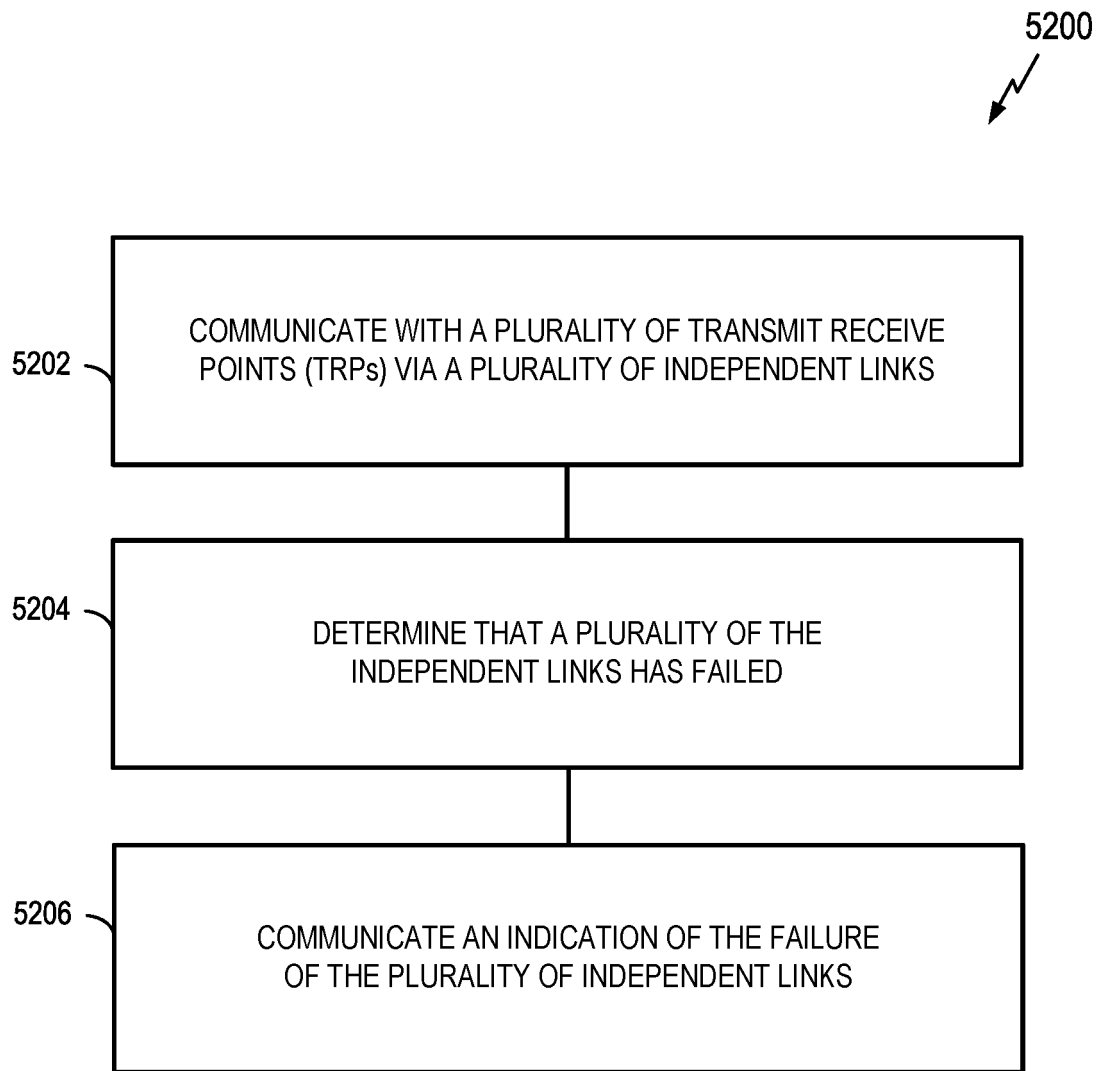 5200
COMMUNICATE WITH A PLURALITY OF TRANSMIT RECEIVE
POINTS (TRPs) VIA A PLURALITY OF INDEPENDENT LINKS
5202
5204
DETERMINE THAT A PLURALITY OF THE
INDEPENDENT LINKS HAS FAILED
5206
COMMUNICATE AN INDICATION OF THE FAILURE
OF THE PLURALITY OF INDEPENDENT LINKS